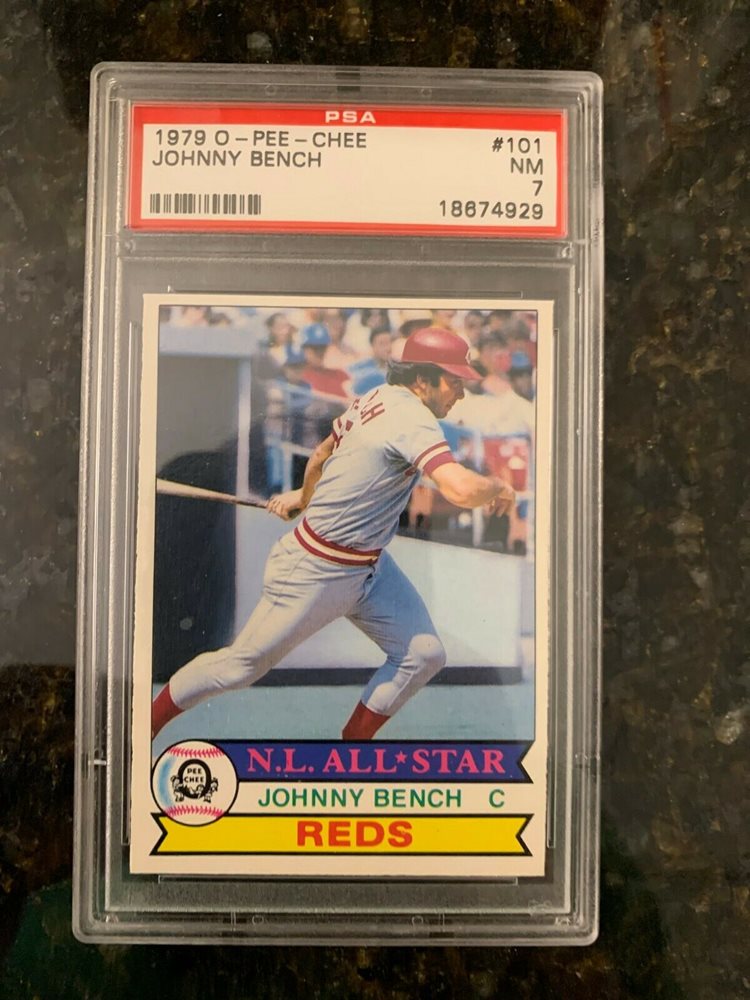 PSA
1979 O-PEE-CHEE #101
JOHNNY BENCH NM
7
18674929
N.L. ALL★STAR
PEE
CHEE
JOHNNY BENCH C
REDS